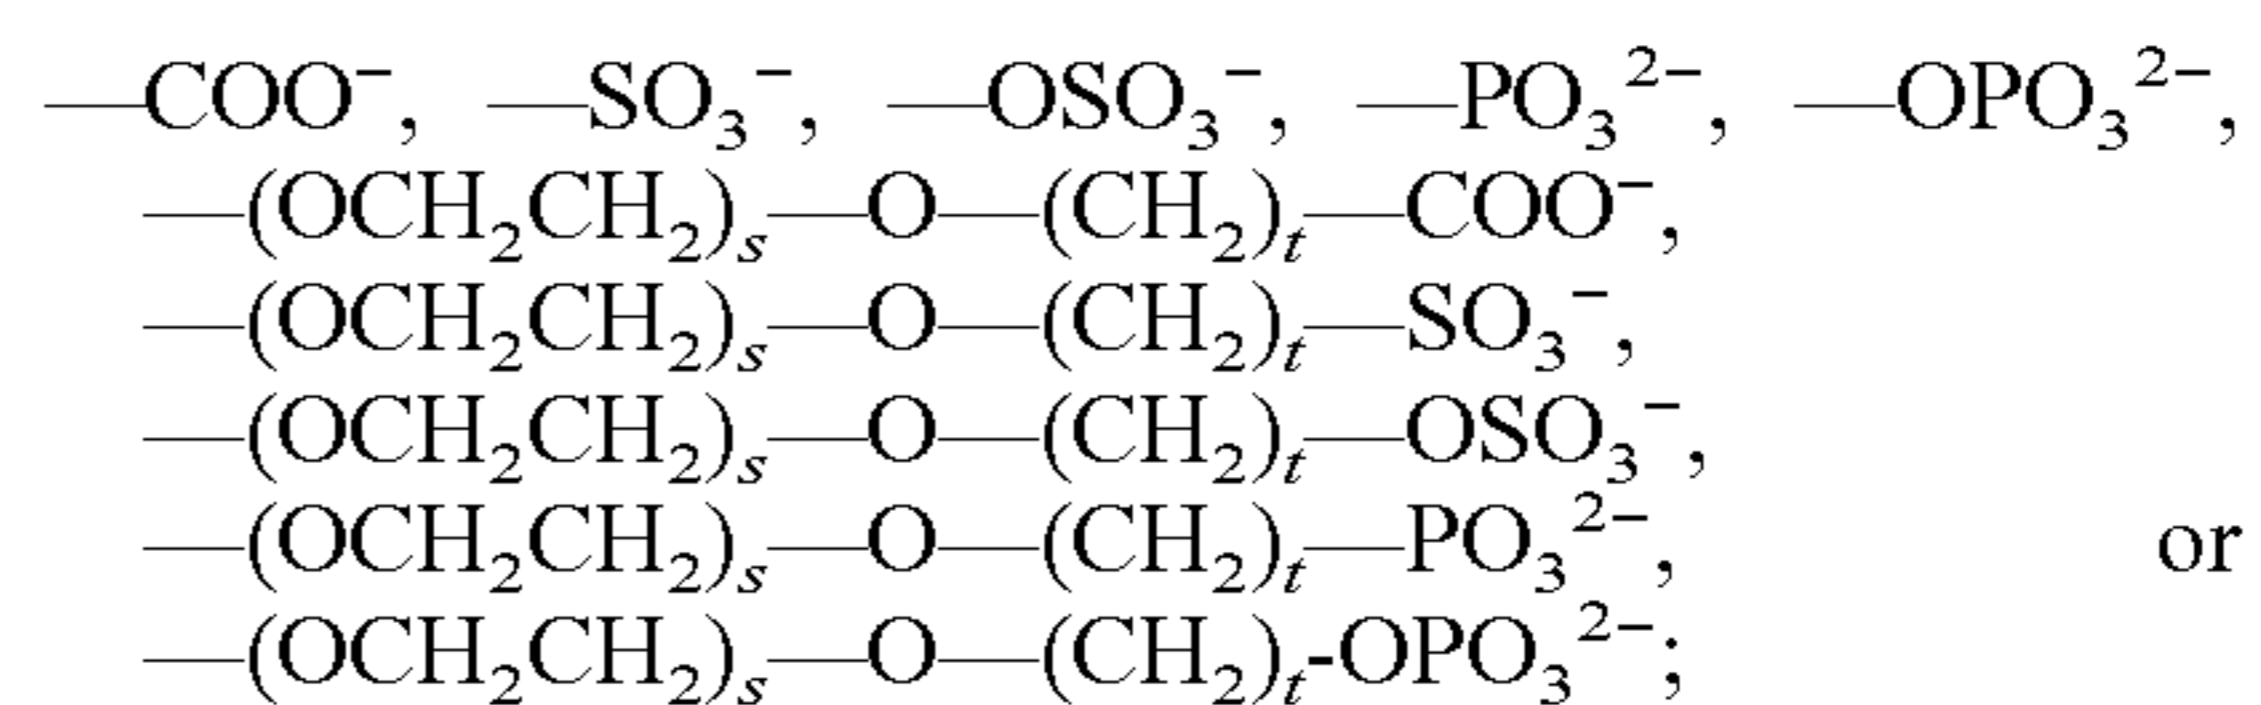 —COO⁻, —SO₃⁻, —OSO₃⁻, —PO₃²⁻, —OPO₃²⁻,
—(OCH₂CH₂)ₛ—O—(CH₂)ₜ—COO⁻,
—(OCH₂CH₂)ₛ—O—(CH₂)ₜ—SO₃⁻,
—(OCH₂CH₂)ₛ—O—(CH₂)ₜ—OSO₃⁻,
—(OCH₂CH₂)ₛ—O—(CH₂)ₜ—PO₃²⁻, or
—(OCH₂CH₂)ₛ—O—(CH₂)ₜ-OPO₃²⁻;